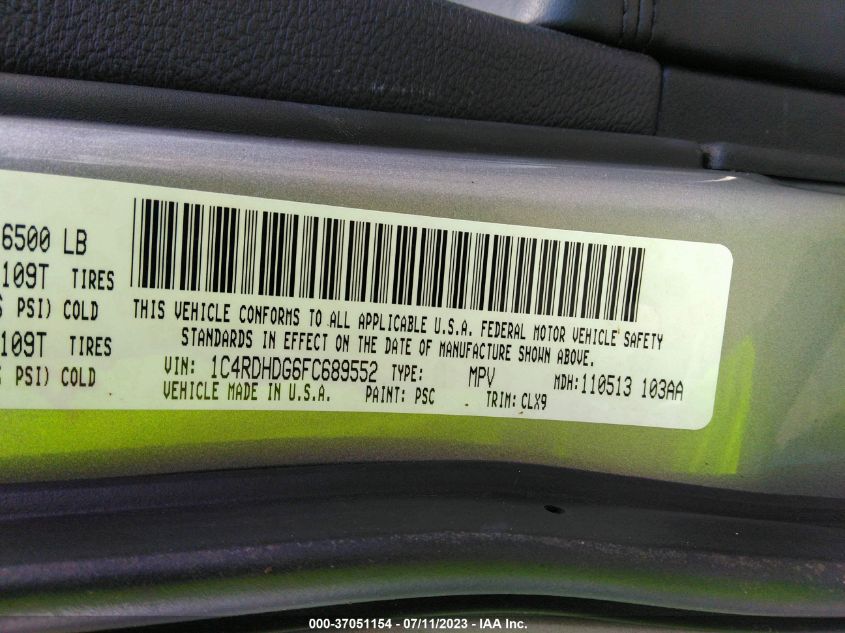 6500 LB
109T TIRES
PSI) COLD
109T TIRES
PSI) COLD
THIS VEHICLE CONFORMS TO ALL APPLICABLE U.S.A. FEDERAL MOTOR VEHICLE SAFETY
STANDARDS IN EFFECT ON THE DATE OF MANUFACTURE SHOWN ABOVE.
VIN: 1C4RDHDG6FC689552 TYPE: MPV MDH:110513 103AA
VEHICLE MADE IN U.S.A. PAINT: PSC TRIM: CLX9
000-37051154 - 07/11/2023 - IAA Inc.